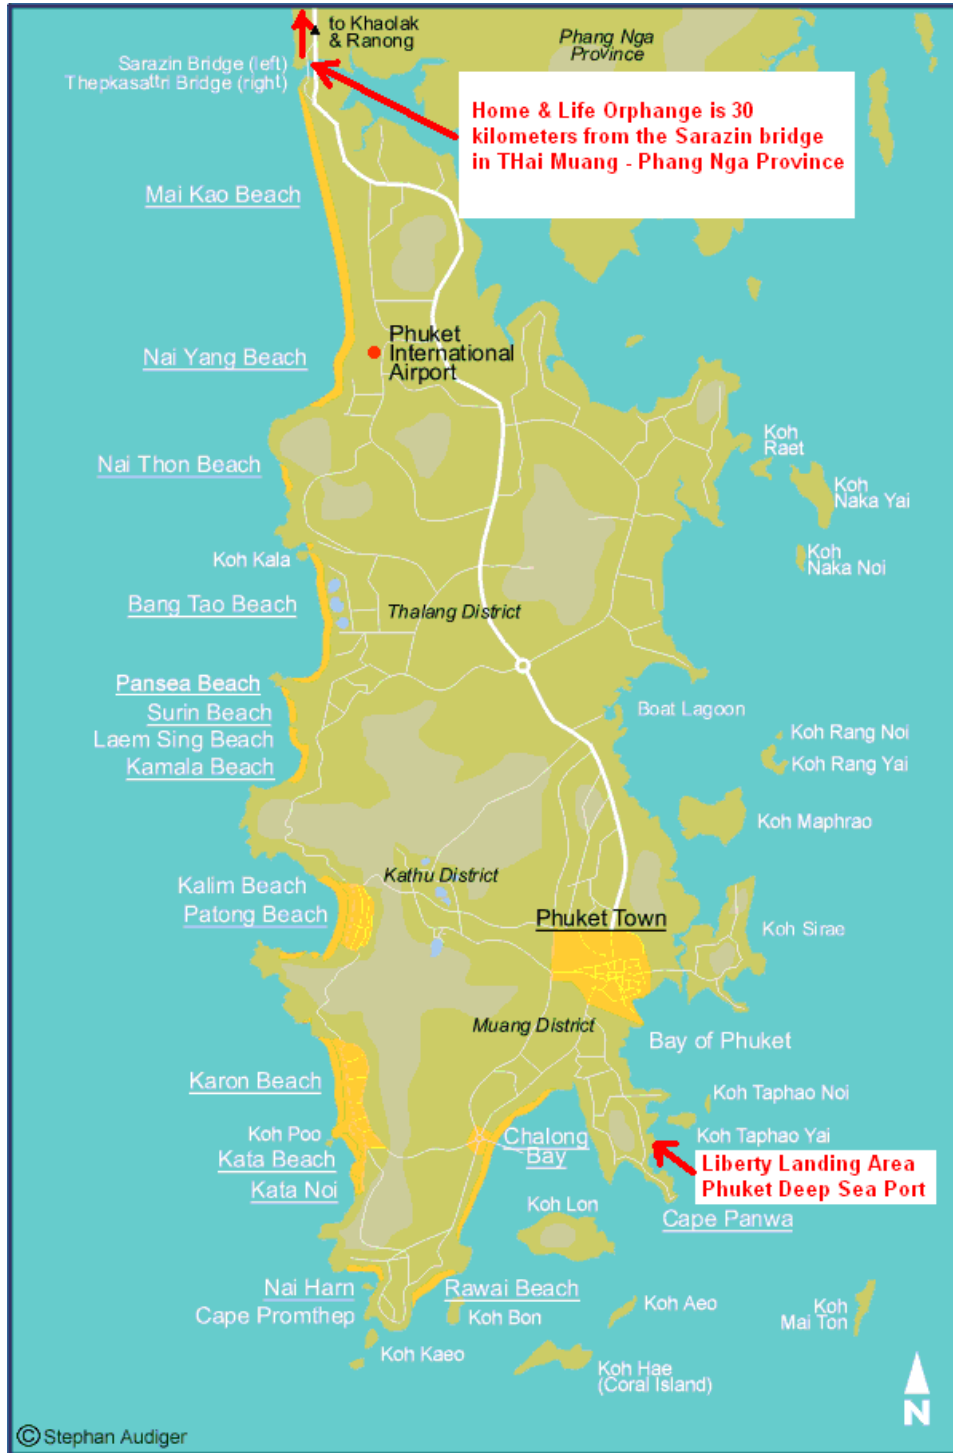 to Khaolak
& Ranong
Phang Nga
Province
Sarazin Bridge (left)
Thepkasattri Bridge (right)
Home & Life Orphange is 30
kilometers from the Sarazin bridge
in THai Muang - Phang Nga Province
Mai Kao Beach
Phuket
International
Airport
Nai Yang Beach
Koh
Raet
Nai Thon Beach
Koh
Naka Yai
Koh Kala
Koh
Naka Noi
Bang Tao Beach
Thalang District
Pansea Beach
Surin Beach
Boat Lagoon
Laem Sing Beach
Koh Rang Noi
Kamala Beach
Koh Rang Yai
Koh Maphrao
Kathu District
Kalim Beach
Patong Beach
Phuket Town
Koh Sirae
Muang District
Bay of Phuket
Karon Beach
Koh Taphao Noi
Koh Poo
Chalong
Bay
Koh Taphao Yai
Kata Beach
Liberty Landing Area
Phuket Deep Sea Port
Kata Noi
Koh Lon
Cape Panwa
Nai Harn
Rawai Beach
Cape Promthep
Koh Bon
Koh Aeo
Koh
Mai Ton
Koh Kaeo
Koh Hae
(Coral Island)
N
© Stephan Audiger